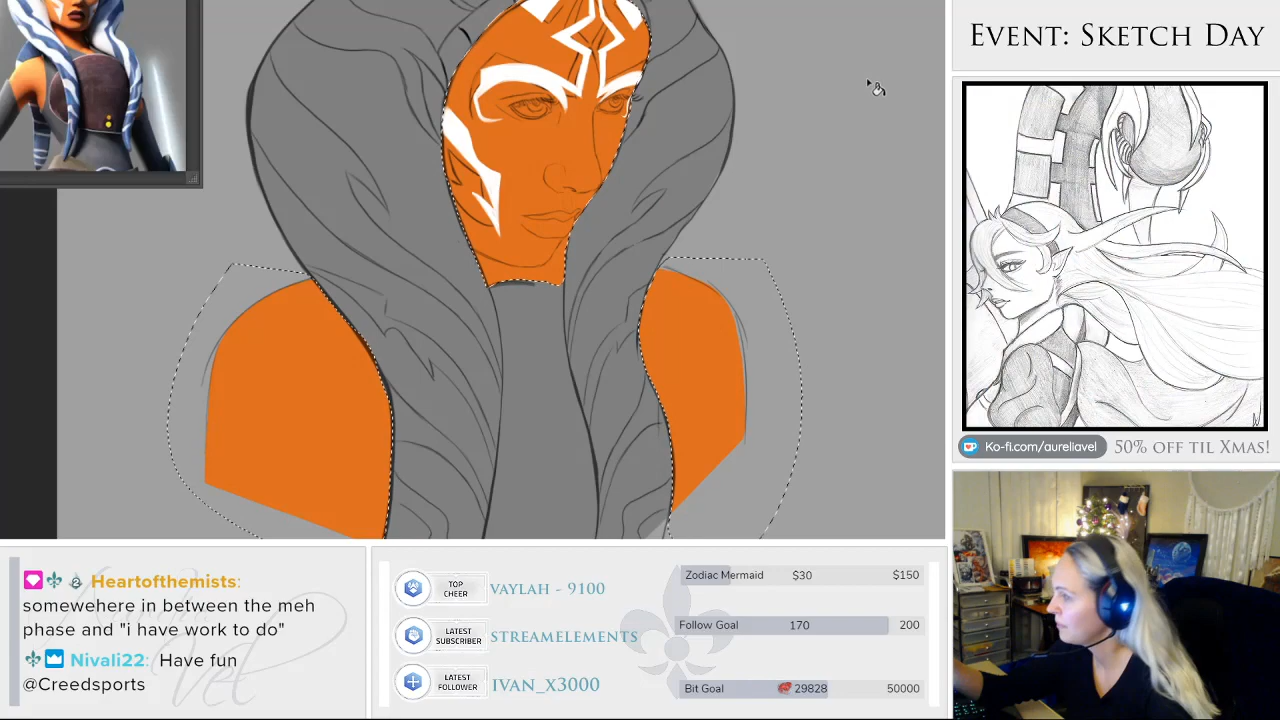 EVENT: SKETCH DAY
Ko-fi.com/aureliavel
50% OFF TIL XMAS!
Heartofthemists:
somewehere in between the meh
phase and "i have work to do"
Nivali22: Have fun
@Creedsports
TOP
CHEER
VAYLAH - 9100
LATEST
SUBSCRIBER
STREAMELEMENTS
LATEST
FOLLOWER
IVAN_X3000
Zodiac Mermaid $30 $150
Follow Goal 170 200
Bit Goal 29828 50000